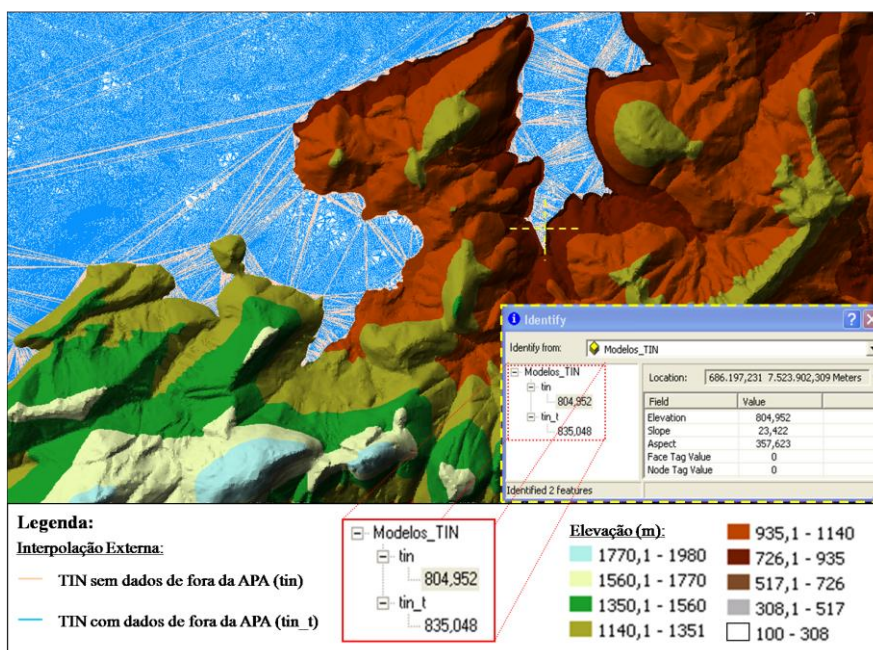 Identify
Identify from: Modelos_TIN
Modelos_TIN
tin
804,952
tin_t
835,048
Location: 686.197,231 7.523.902,309 Meters
Field Value
Elevation 804,952
Slope 23,422
Aspect 357,623
Face Tag Value 0
Node Tag Value 0
Identified 2 features
Legenda:
Interpolação Externa:
TIN sem dados de fora da APA (tin)
TIN com dados de fora da APA (tin_t)
Modelos_TIN
tin
804,952
tin_t
835,048
Elevação (m):
1770,1 - 1980
1560,1 - 1770
1350,1 - 1560
1140,1 - 1351
935,1 - 1140
726,1 - 935
517,1 - 726
308,1 - 517
100 - 308